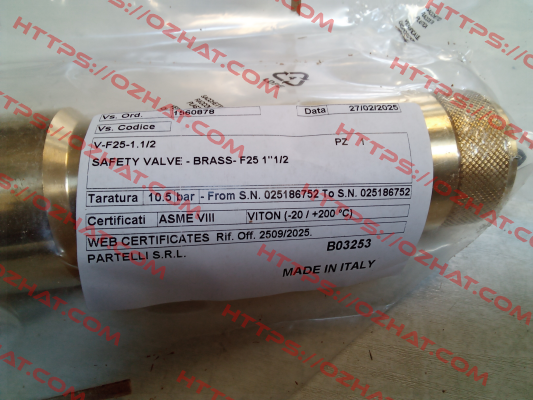 Vs. Ord. 1560878 Data 27/02/2025
Vs. Codice
V-F25-1.1/2 PZ 1
SAFETY VALVE - BRASS- F25 1"1/2
Taratura 10.5 bar - From S.N. 025186752 To S.N. 025186752
Certificati ASME VIII VITON (-20 / +200 °C)
WEB CERTIFICATES Rif. Off. 2509/2025.
PARTELLI S.R.L. B03253
MADE IN ITALY
HTTPS://OZHAT.COM